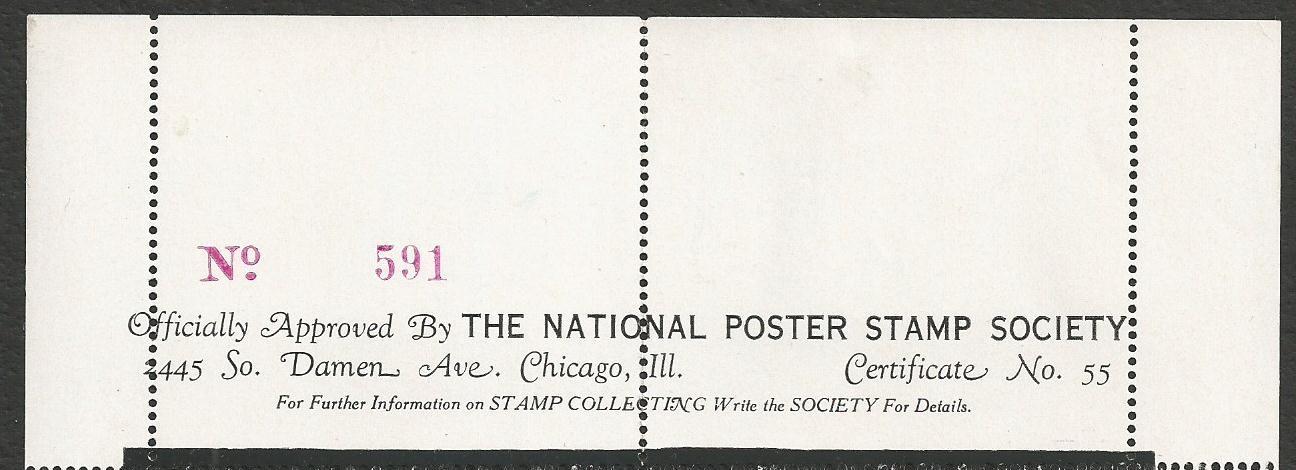 Nº 591
Officially Approved By THE NATIONAL POSTER STAMP SOCIETY
2445 So. Damen Ave. Chicago, Ill. Certificate No. 55
For Further Information on STAMP COLLECTING Write the SOCIETY For Details.